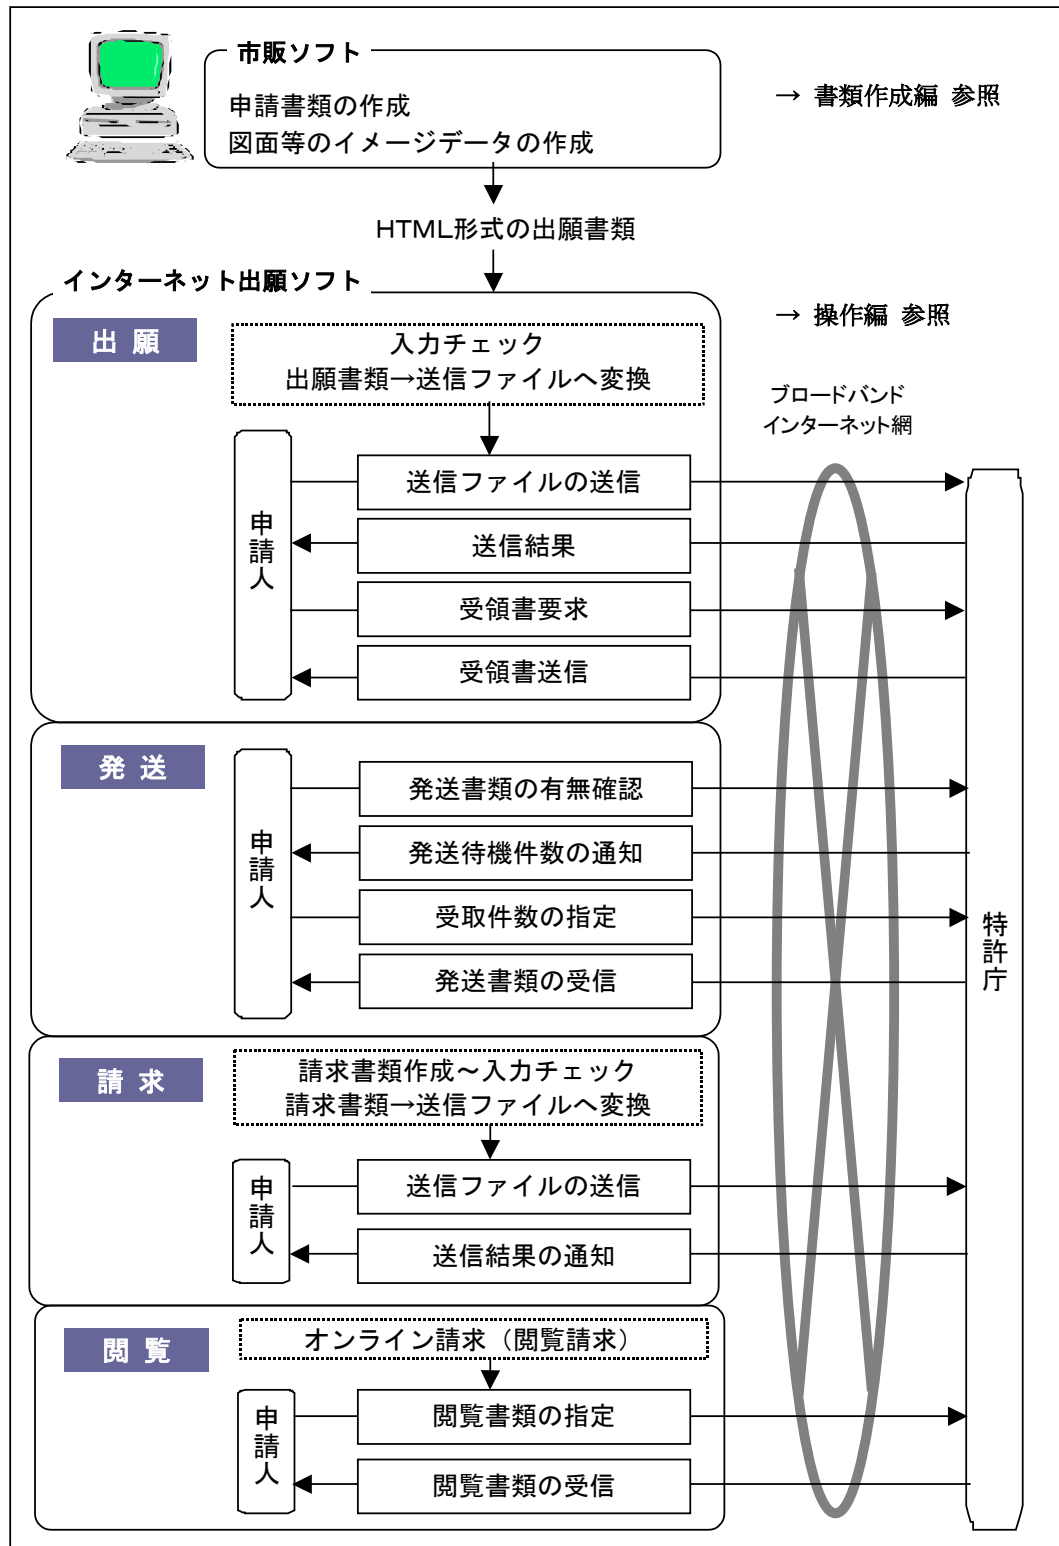 市販ソフト
申請書類の作成
図面等のイメージデータの作成
→ 書類作成編 参照
HTML形式の出願書類
インターネット出願ソフト
→ 操作編 参照
出 願
入力チェック
出願書類→送信ファイルへ変換
ブロードバンド
インターネット網
申請人
送信ファイルの送信
送信結果
受領書要求
受領書送信
発 送
申請人
発送書類の有無確認
発送待機件数の通知
受取件数の指定
発送書類の受信
特許庁
請 求
請求書類作成～入力チェック
請求書類→送信ファイルへ変換
申請人
送信ファイルの送信
送信結果の通知
閲 覧
オンライン請求（閲覧請求）
申請人
閲覧書類の指定
閲覧書類の受信